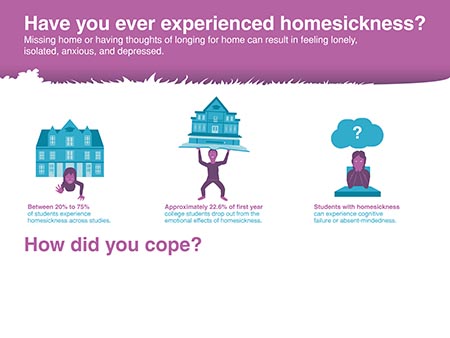 Have you ever experienced homesickness?
Missing home or having thoughts of longing for home can result in feeling lonely,
isolated, anxious, and depressed.
?
Between 20% to 75%
of students experience
homesickness across studies.
Approximately 22.6% of first year
college students drop out from the
emotional effects of homesickness.
Students with homesickness
can experience cognitive
failure or absent-mindedness.
How did you cope?